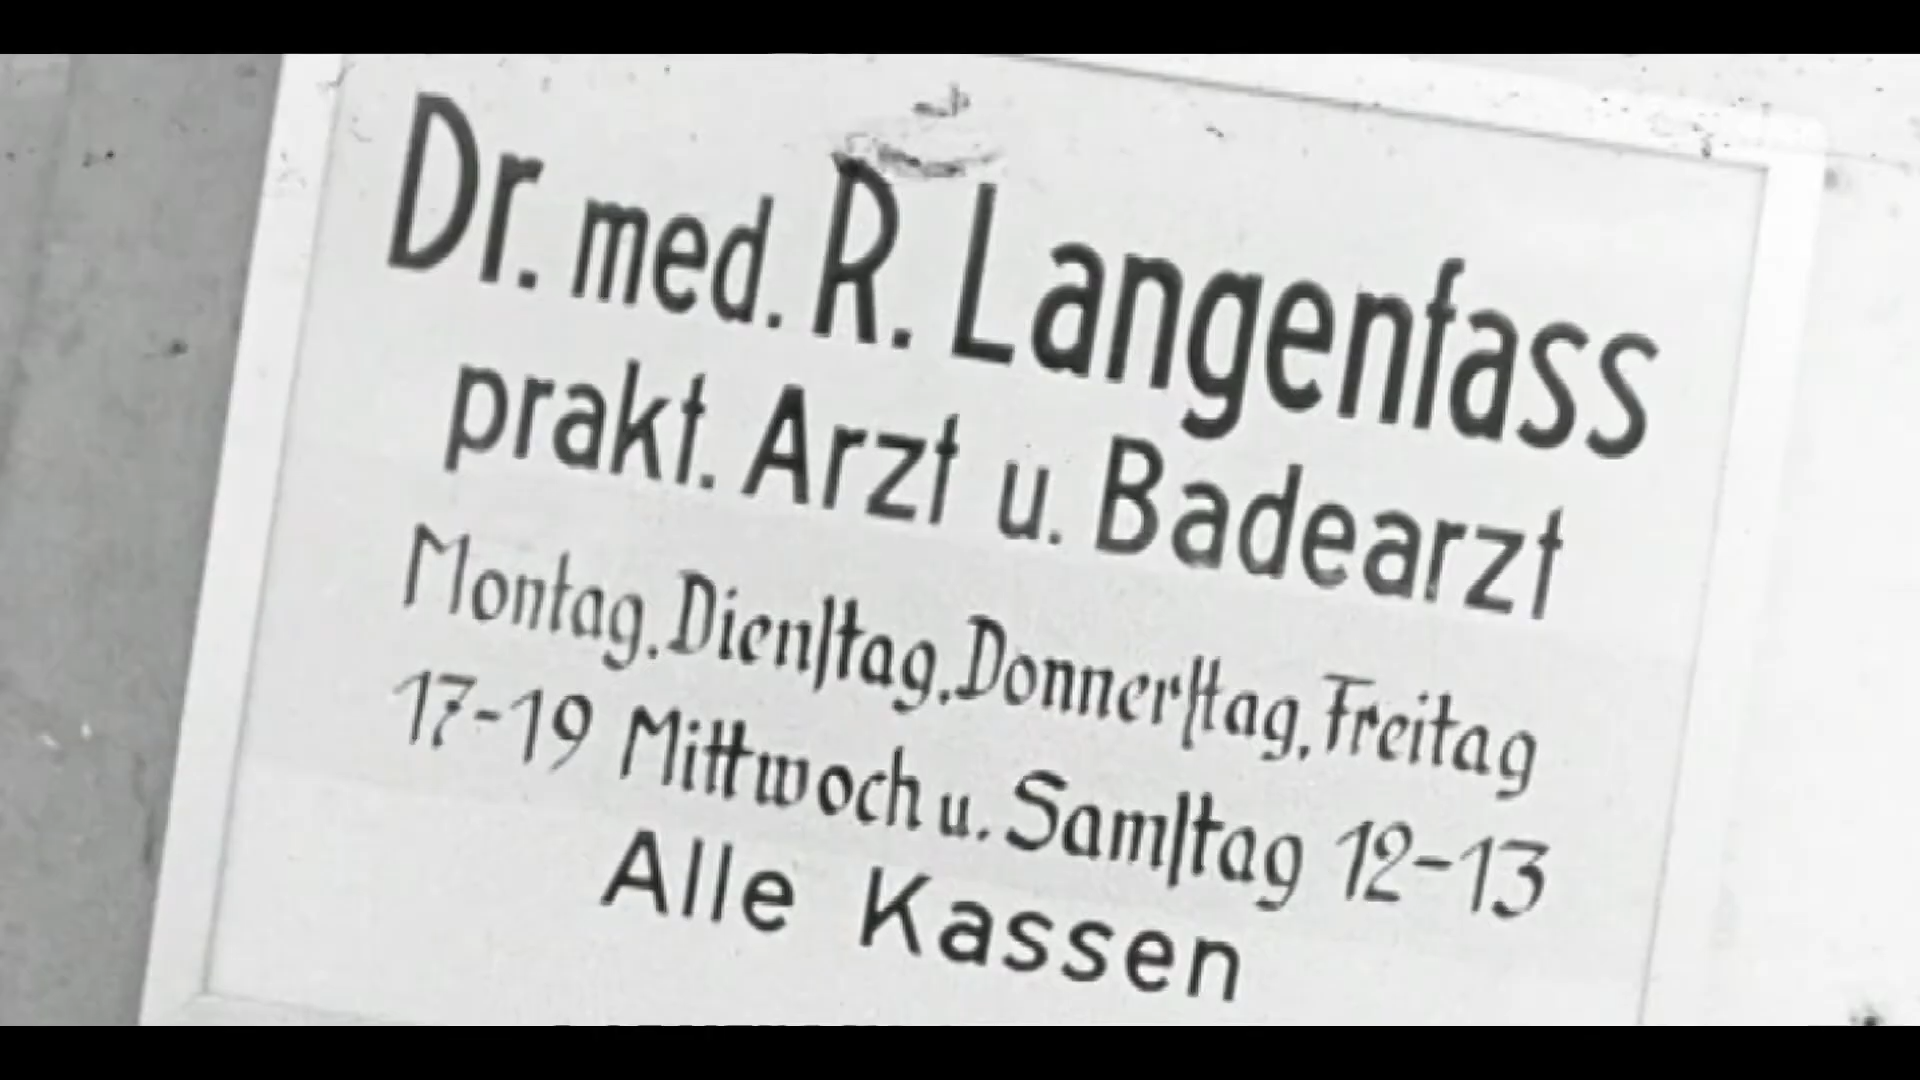 Dr. med. R. Langenfass
prakt. Arzt u. Badearzt
Montag, Dienſtag, Donnerſtag, Freitag
17-19 Mittwoch u. Samſtag 12-13
Alle Kassen